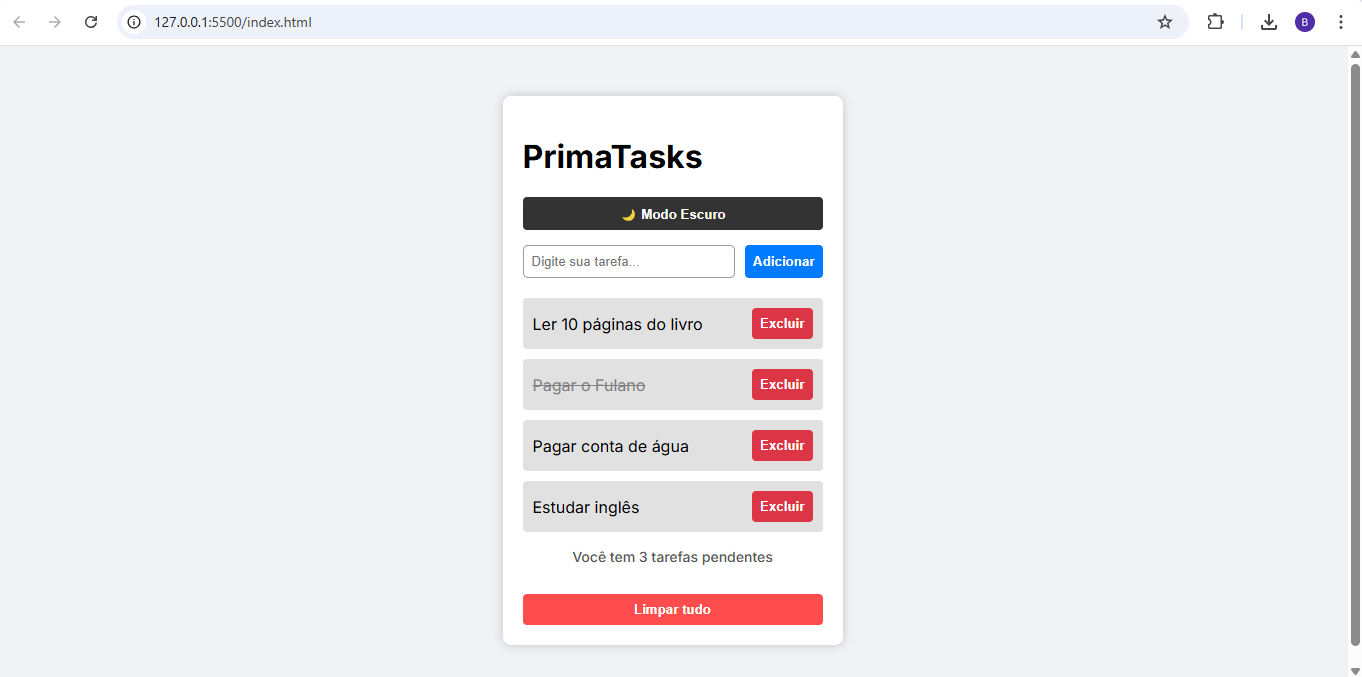 127.0.0.1:5500/index.html
B
PrimaTasks
🌙 Modo Escuro
Digite sua tarefa... Adicionar
Ler 10 páginas do livro Excluir
Pagar o Fulano Excluir
Pagar conta de água Excluir
Estudar inglês Excluir
Você tem 3 tarefas pendentes
Limpar tudo